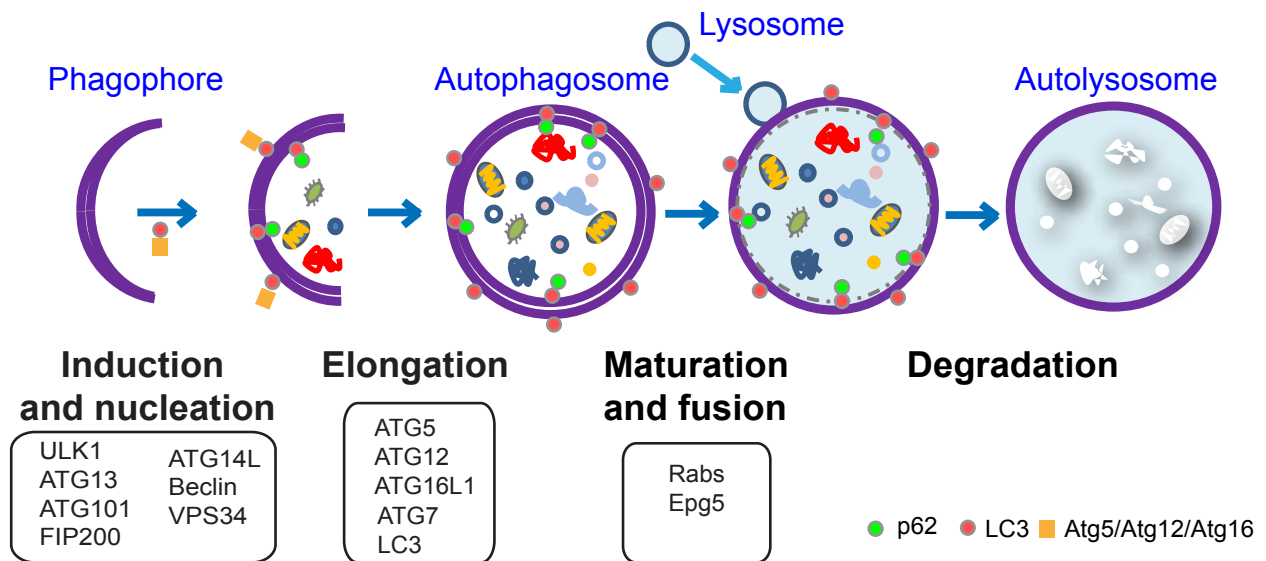 Lysosome
Phagophore
Autophagosome
Autolysosome
Induction
and nucleation
Elongation
Maturation
and fusion
Degradation
ULK1
ATG13
ATG101
FIP200
ATG14L
Beclin
VPS34
ATG5
ATG12
ATG16L1
ATG7
LC3
Rabs
Epg5
p62
LC3
Atg5/Atg12/Atg16